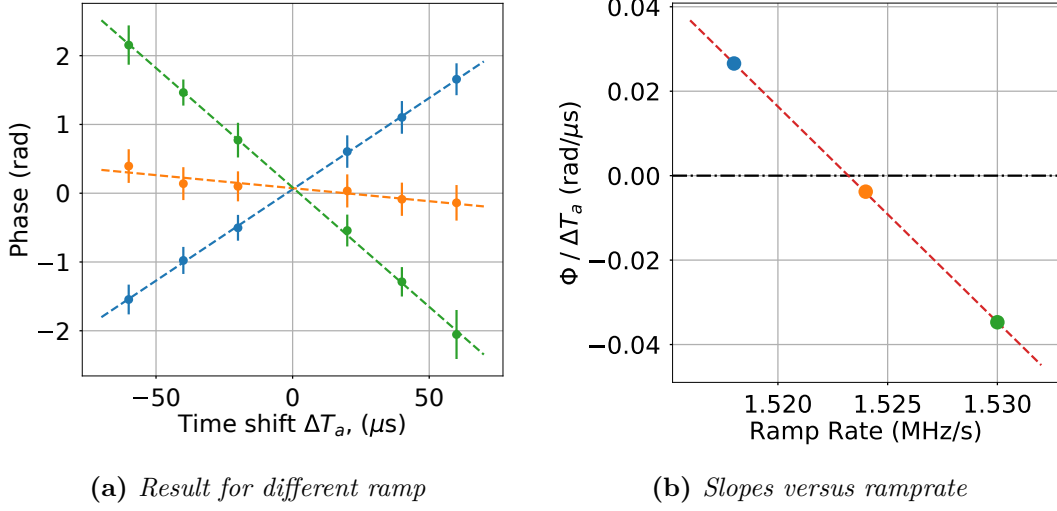 2
1
0
−1
−2
Phase (rad)
−50
0
50
Time shift ΔTₐ, (μs)
(a) Result for different ramp
0.04
0.02
0.00
−0.02
−0.04
Φ / ΔTₐ (rad/μs)
1.520
1.525
1.530
Ramp Rate (MHz/s)
(b) Slopes versus ramprate